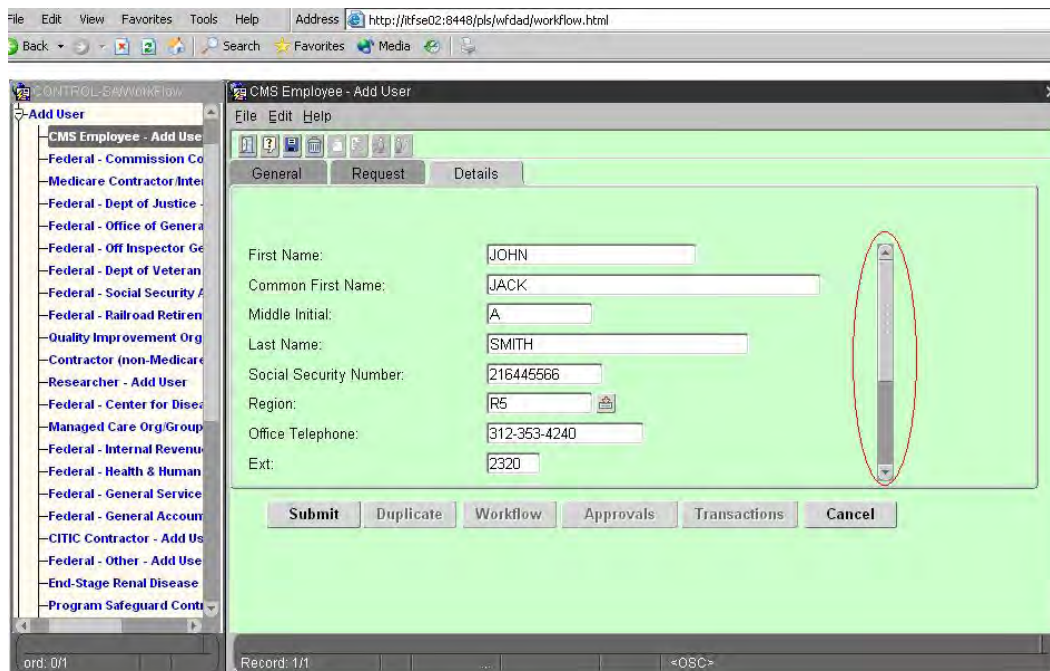 File Edit View Favorites Tools Help Address http://itfse02:8448/pls/wfdad/workflow.html
Back Search Favorites Media
CONTROL-SA/WorkFlow
Add User
CMS Employee - Add Use
Federal - Commission Co
Medicare Contractor/Inter
Federal - Dept of Justice -
Federal - Office of Genera
Federal - Off Inspector Ge
Federal - Dept of Veteran
Federal - Social Security A
Federal - Railroad Retiren
Quality Improvement Org
Contractor (non-Medicare
Researcher - Add User
Federal - Center for Disea
Managed Care Org/Group
Federal - Internal Revenu
Federal - Health & Human
Federal - General Service
Federal - General Accoun
CITIC Contractor - Add Us
Federal - Other - Add Use
End-Stage Renal Disease
Program Safeguard Contr
ord: 0/1
CMS Employee - Add User
File Edit Help
General Request Details
First Name: JOHN
Common First Name: JACK
Middle Initial: A
Last Name: SMITH
Social Security Number: 216445566
Region: R5
Office Telephone: 312-353-4240
Ext: 2320
Submit Duplicate Workflow Approvals Transactions Cancel
Record: 1/1 ... <OSC>